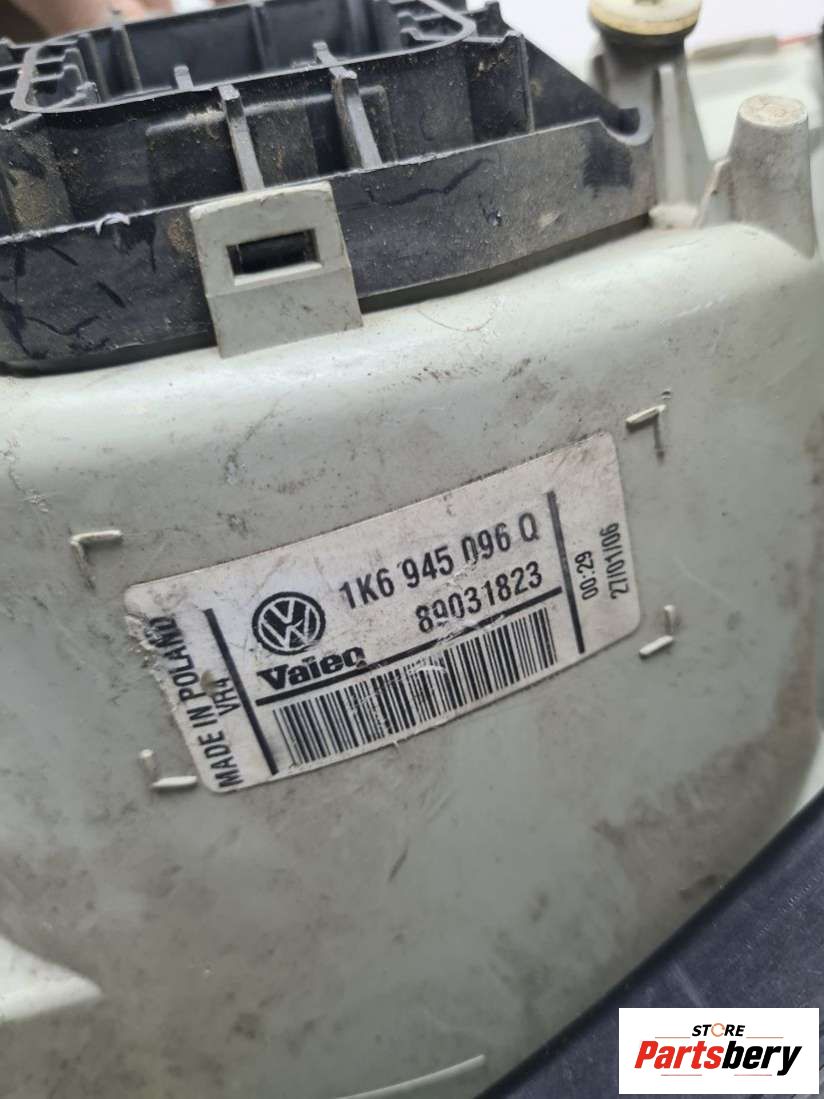 MADE IN POLAND
VR4
1K6 945 096 Q
89031823
Valeo
00:29
27/01/06
STORE
Partsbery